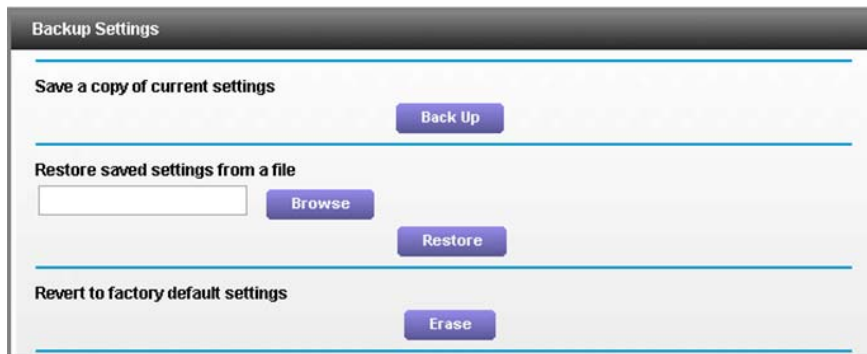 Backup Settings
Save a copy of current settings
Back Up
Restore saved settings from a file
Browse
Restore
Revert to factory default settings
Erase